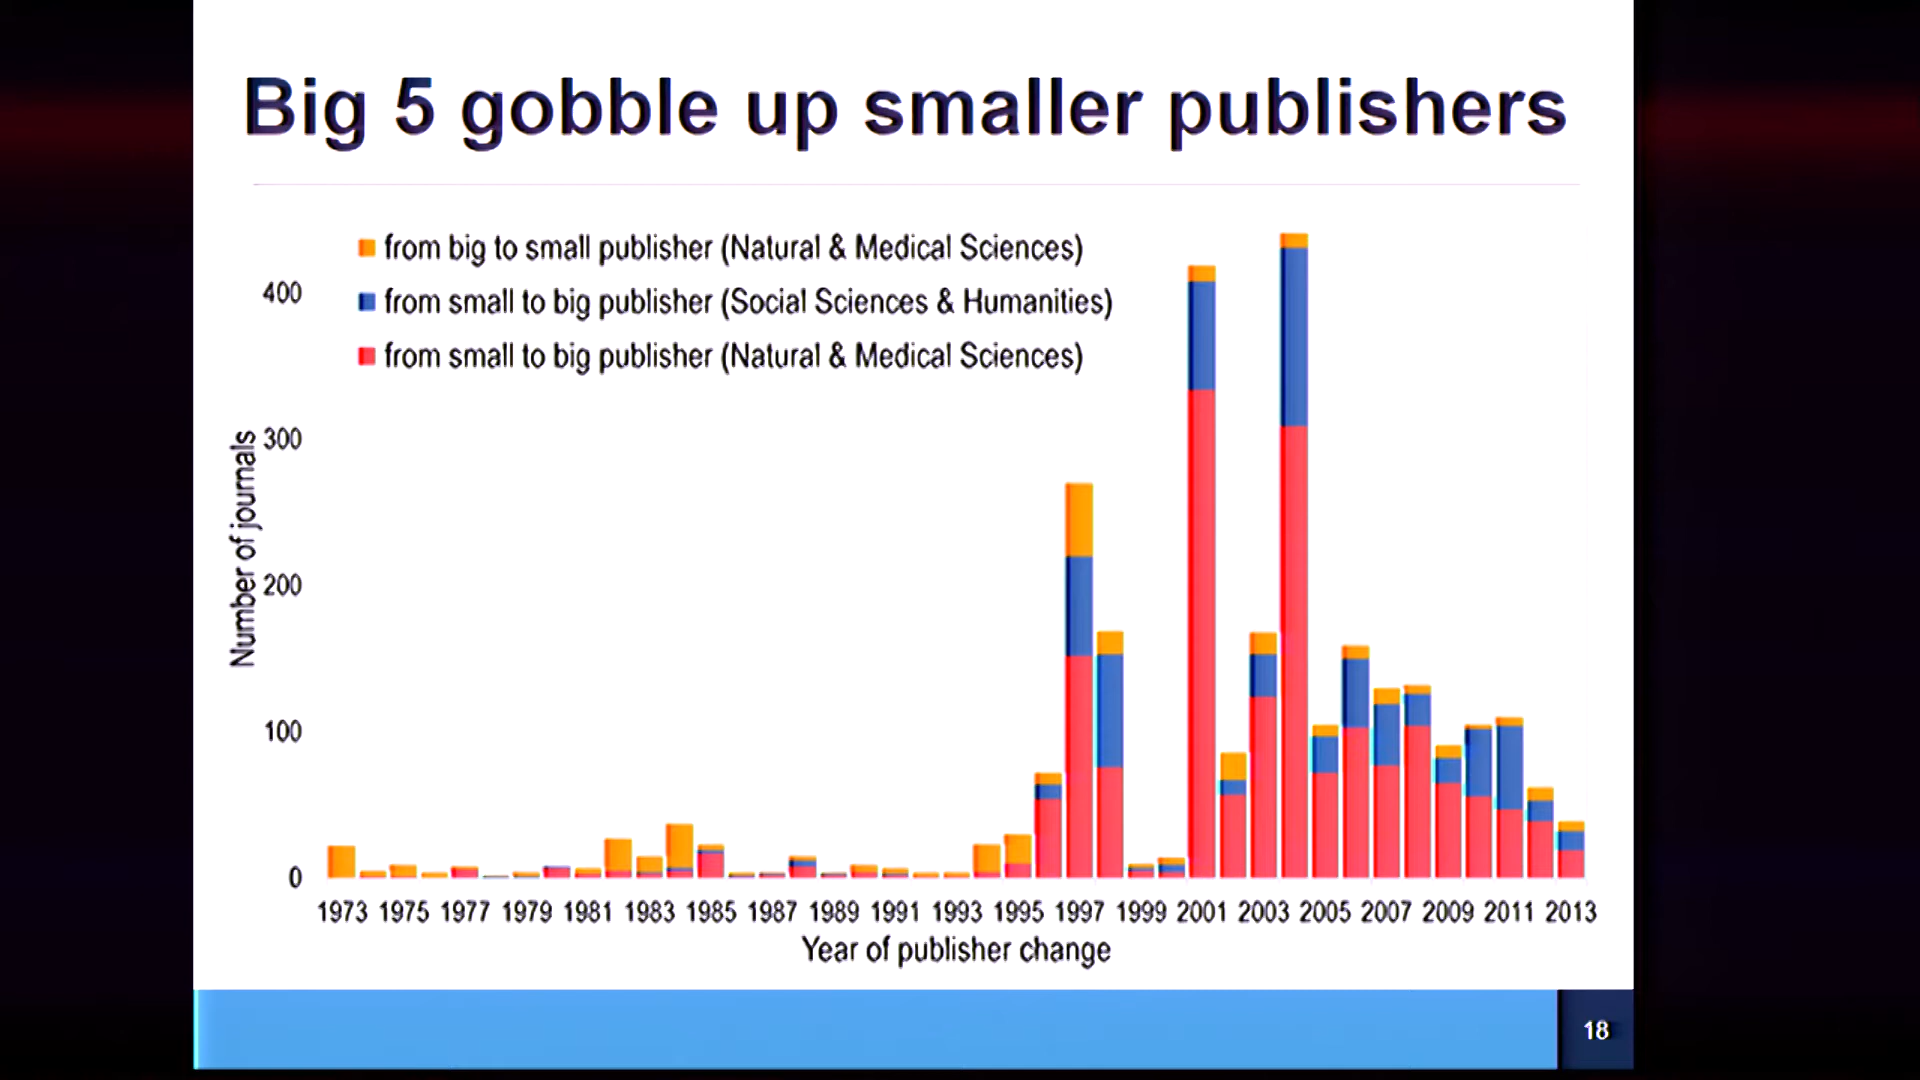 Big 5 gobble up smaller publishers
from big to small publisher (Natural & Medical Sciences)
from small to big publisher (Social Sciences & Humanities)
from small to big publisher (Natural & Medical Sciences)
Number of journals
400
300
200
100
0
1973 1975 1977 1979 1981 1983 1985 1987 1989 1991 1993 1995 1997 1999 2001 2003 2005 2007 2009 2011 2013
Year of publisher change
18